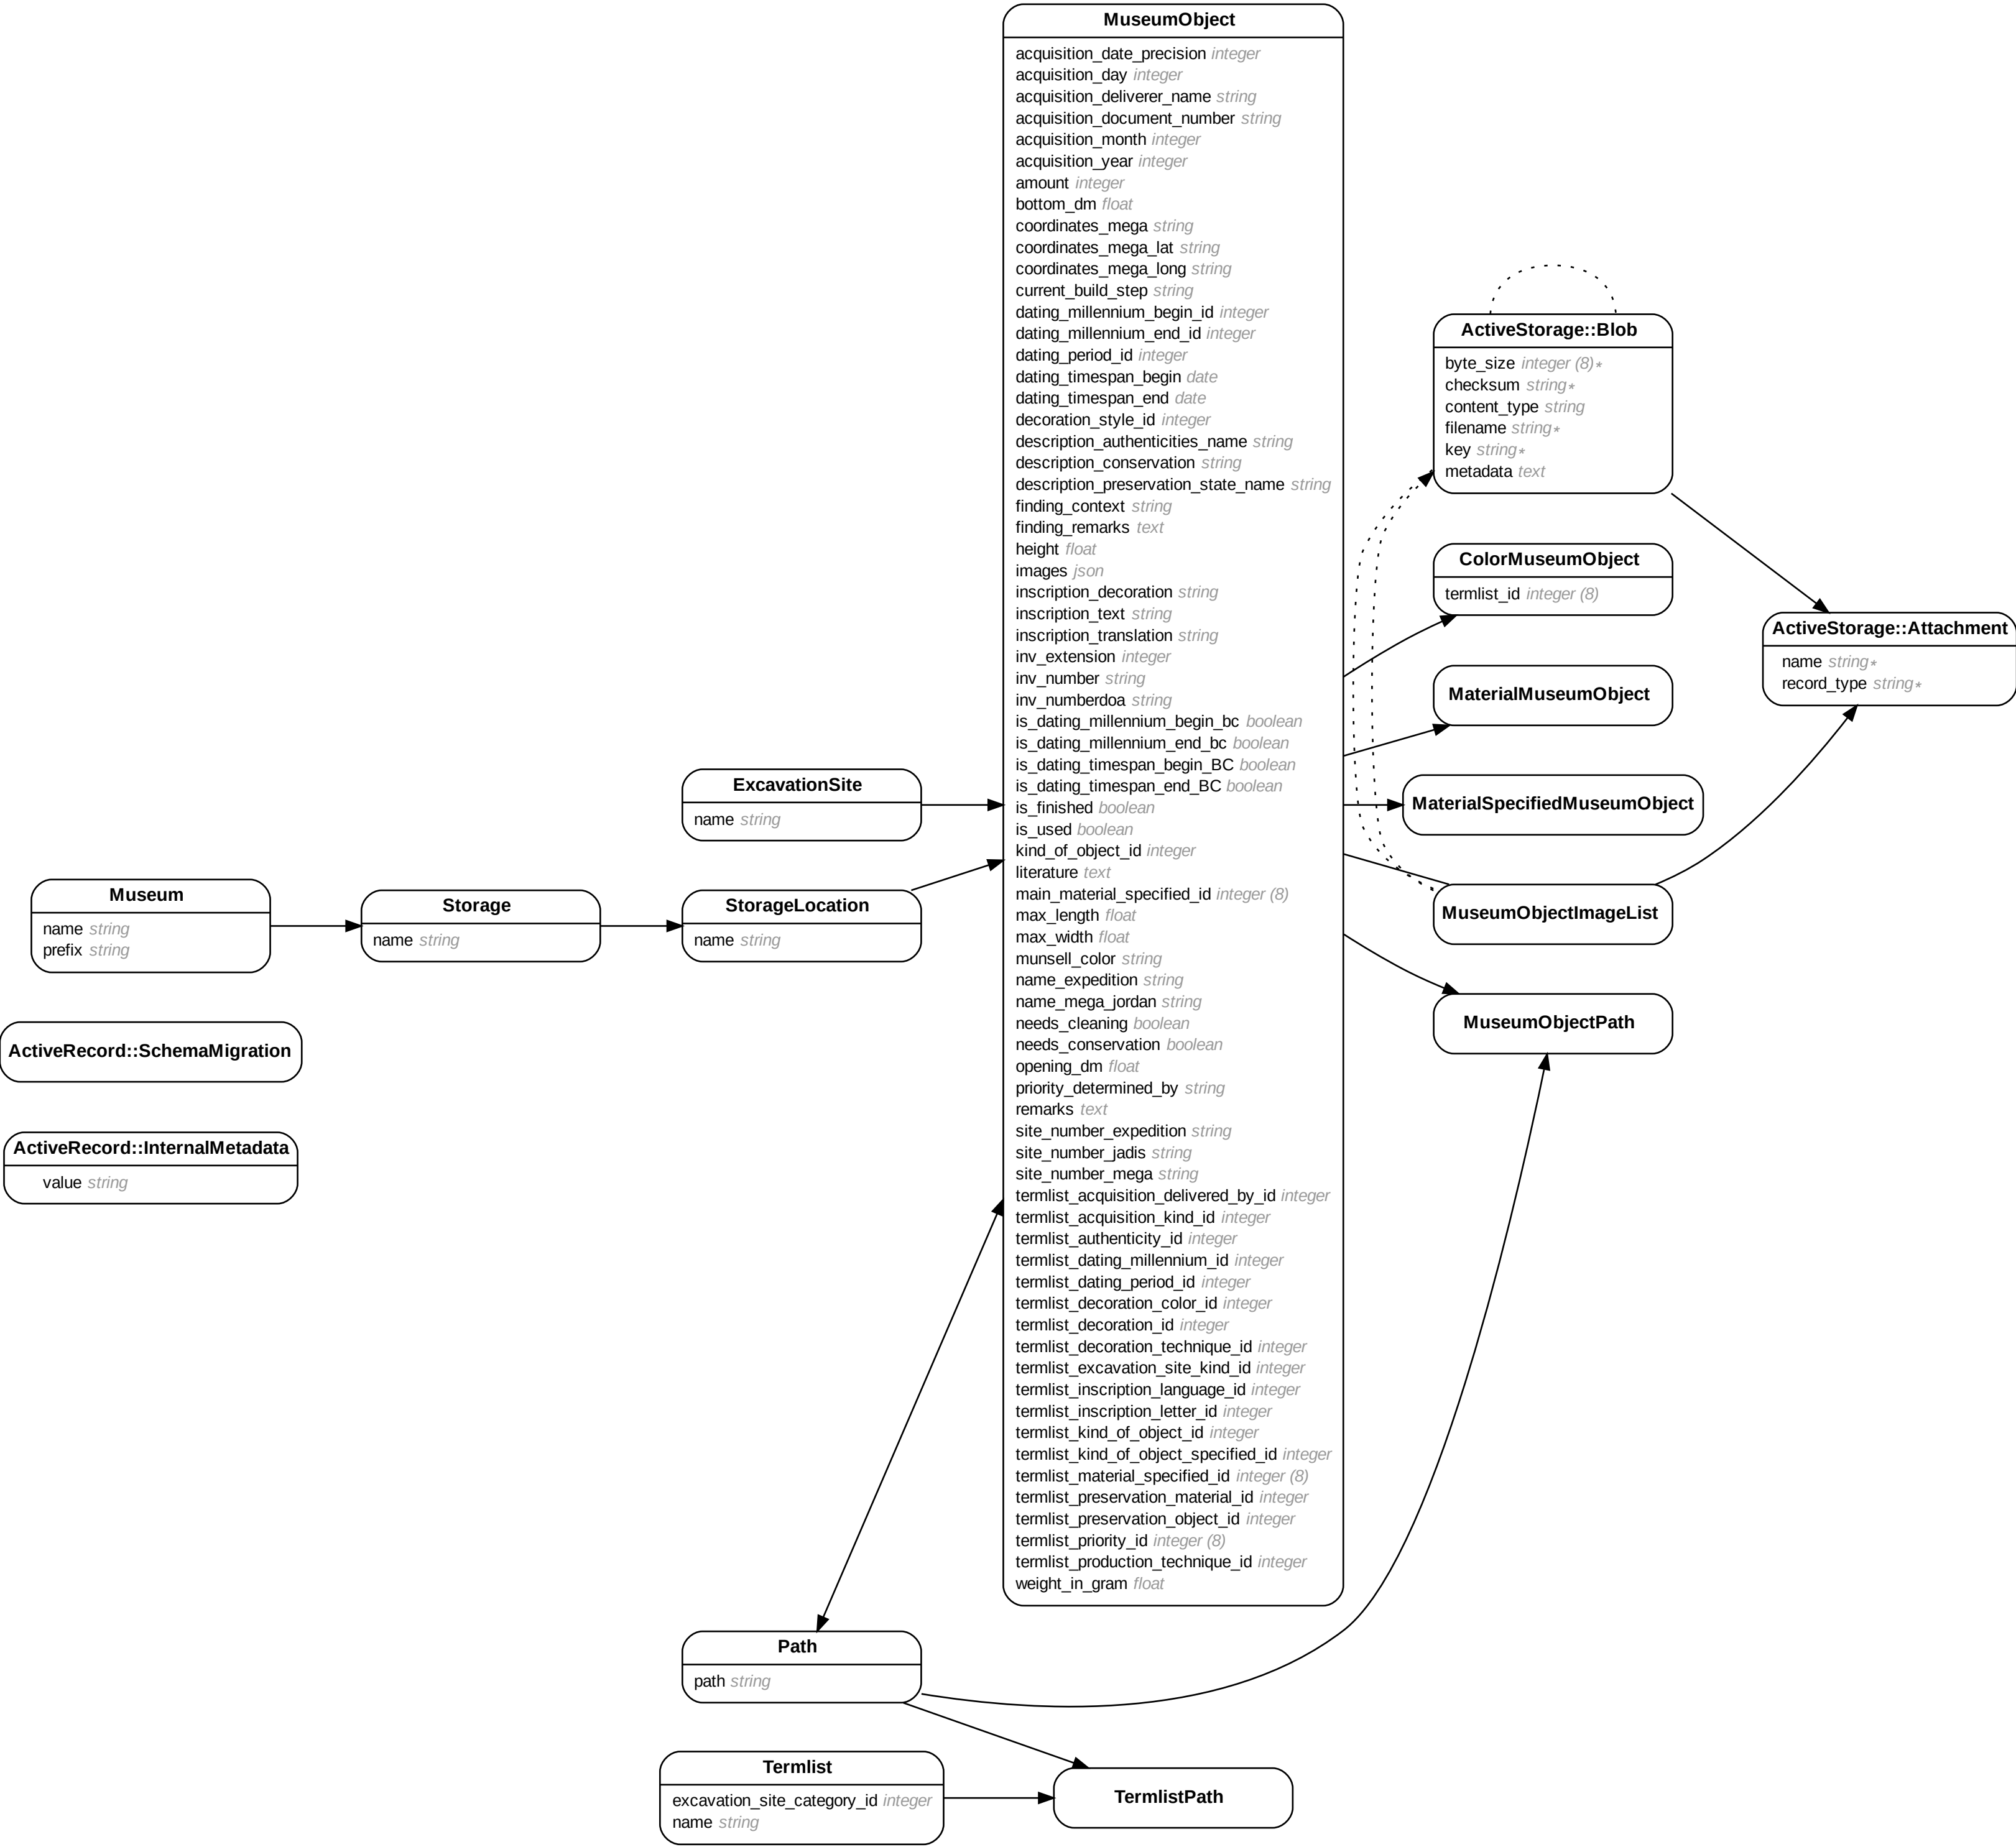 MuseumObject
acquisition_date_precision integer
acquisition_day integer
acquisition_deliverer_name string
acquisition_document_number string
acquisition_month integer
acquisition_year integer
amount integer
bottom_dm float
coordinates_mega string
coordinates_mega_lat string
coordinates_mega_long string
current_build_step string
dating_millennium_begin_id integer
dating_millennium_end_id integer
dating_period_id integer
dating_timespan_begin date
dating_timespan_end date
decoration_style_id integer
description_authenticities_name string
description_conservation string
description_preservation_state_name string
finding_context string
finding_remarks text
height float
images json
inscription_decoration string
inscription_text string
inscription_translation string
inv_extension integer
inv_number string
inv_numberdoa string
is_dating_millennium_begin_bc boolean
is_dating_millennium_end_bc boolean
is_dating_timespan_begin_BC boolean
is_dating_timespan_end_BC boolean
is_finished boolean
is_used boolean
kind_of_object_id integer
literature text
main_material_specified_id integer (8)
max_length float
max_width float
munsell_color string
name_expedition string
name_mega_jordan string
needs_cleaning boolean
needs_conservation boolean
opening_dm float
priority_determined_by string
remarks text
site_number_expedition string
site_number_jadis string
site_number_mega string
termlist_acquisition_delivered_by_id integer
termlist_acquisition_kind_id integer
termlist_authenticity_id integer
termlist_dating_millennium_id integer
termlist_dating_period_id integer
termlist_decoration_color_id integer
termlist_decoration_id integer
termlist_decoration_technique_id integer
termlist_excavation_site_kind_id integer
termlist_inscription_language_id integer
termlist_inscription_letter_id integer
termlist_kind_of_object_id integer
termlist_kind_of_object_specified_id integer
termlist_material_specified_id integer (8)
termlist_preservation_material_id integer
termlist_preservation_object_id integer
termlist_priority_id integer (8)
termlist_production_technique_id integer
weight_in_gram float
ActiveStorage::Blob
byte_size integer (8)*
checksum string*
content_type string
filename string*
key string*
metadata text
ColorMuseumObject
termlist_id integer (8)
ActiveStorage::Attachment
name string*
record_type string*
MaterialMuseumObject
MaterialSpecifiedMuseumObject
MuseumObjectImageList
MuseumObjectPath
ExcavationSite
name string
Museum
name string
prefix string
Storage
name string
StorageLocation
name string
ActiveRecord::SchemaMigration
ActiveRecord::InternalMetadata
value string
Path
path string
Termlist
excavation_site_category_id integer
name string
TermlistPath